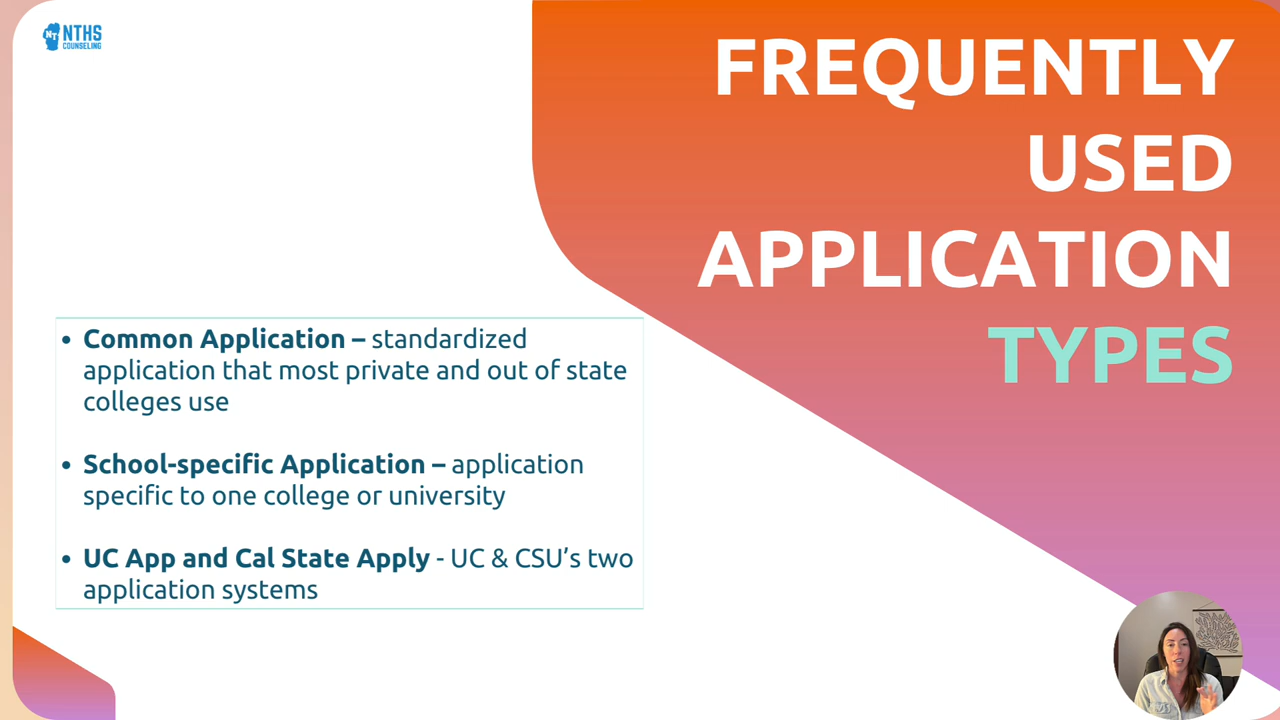 NT
NTHS
COUNSELING
FREQUENTLY
USED
APPLICATION
TYPES
• Common Application – standardized
application that most private and out of state
colleges use
• School-specific Application – application
specific to one college or university
• UC App and Cal State Apply - UC & CSU’s two
application systems